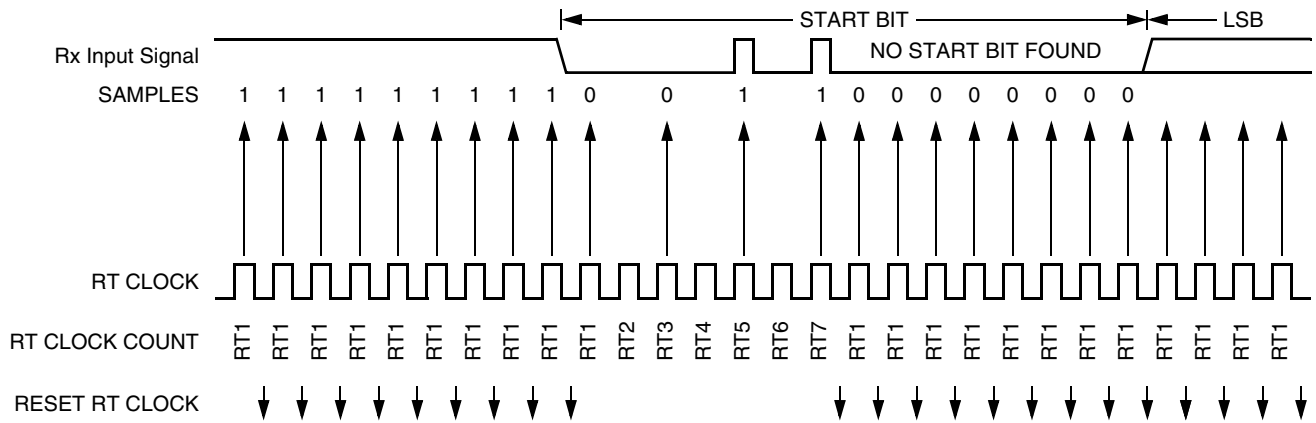 START BIT LSB
Rx Input Signal NO START BIT FOUND
SAMPLES 1 1 1 1 1 1 1 1 1 0 0 1 1 0 0 0 0 0 0 0 0
RT CLOCK
RT CLOCK COUNT RT1 RT1 RT1 RT1 RT1 RT1 RT1 RT1 RT1 RT1 RT2 RT3 RT4 RT5 RT6 RT7 RT1 RT1 RT1 RT1 RT1 RT1 RT1 RT1 RT1 RT1 RT1 RT1
RESET RT CLOCK